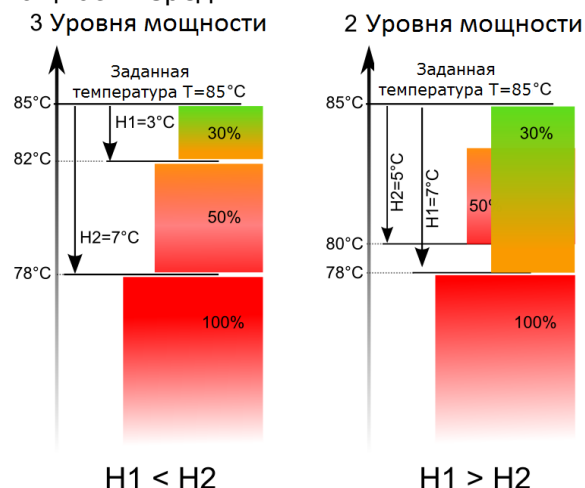 3 Уровня мощности
Заданная
температура T=85°C
85°C
H1=3°C
30%
82°C
50%
H2=7°C
78°C
100%
H1 < H2
2 Уровня мощности
Заданная
температура T=85°C
85°C
30%
H2=5°C
H1=7°C
50%
80°C
78°C
100%
H1 > H2